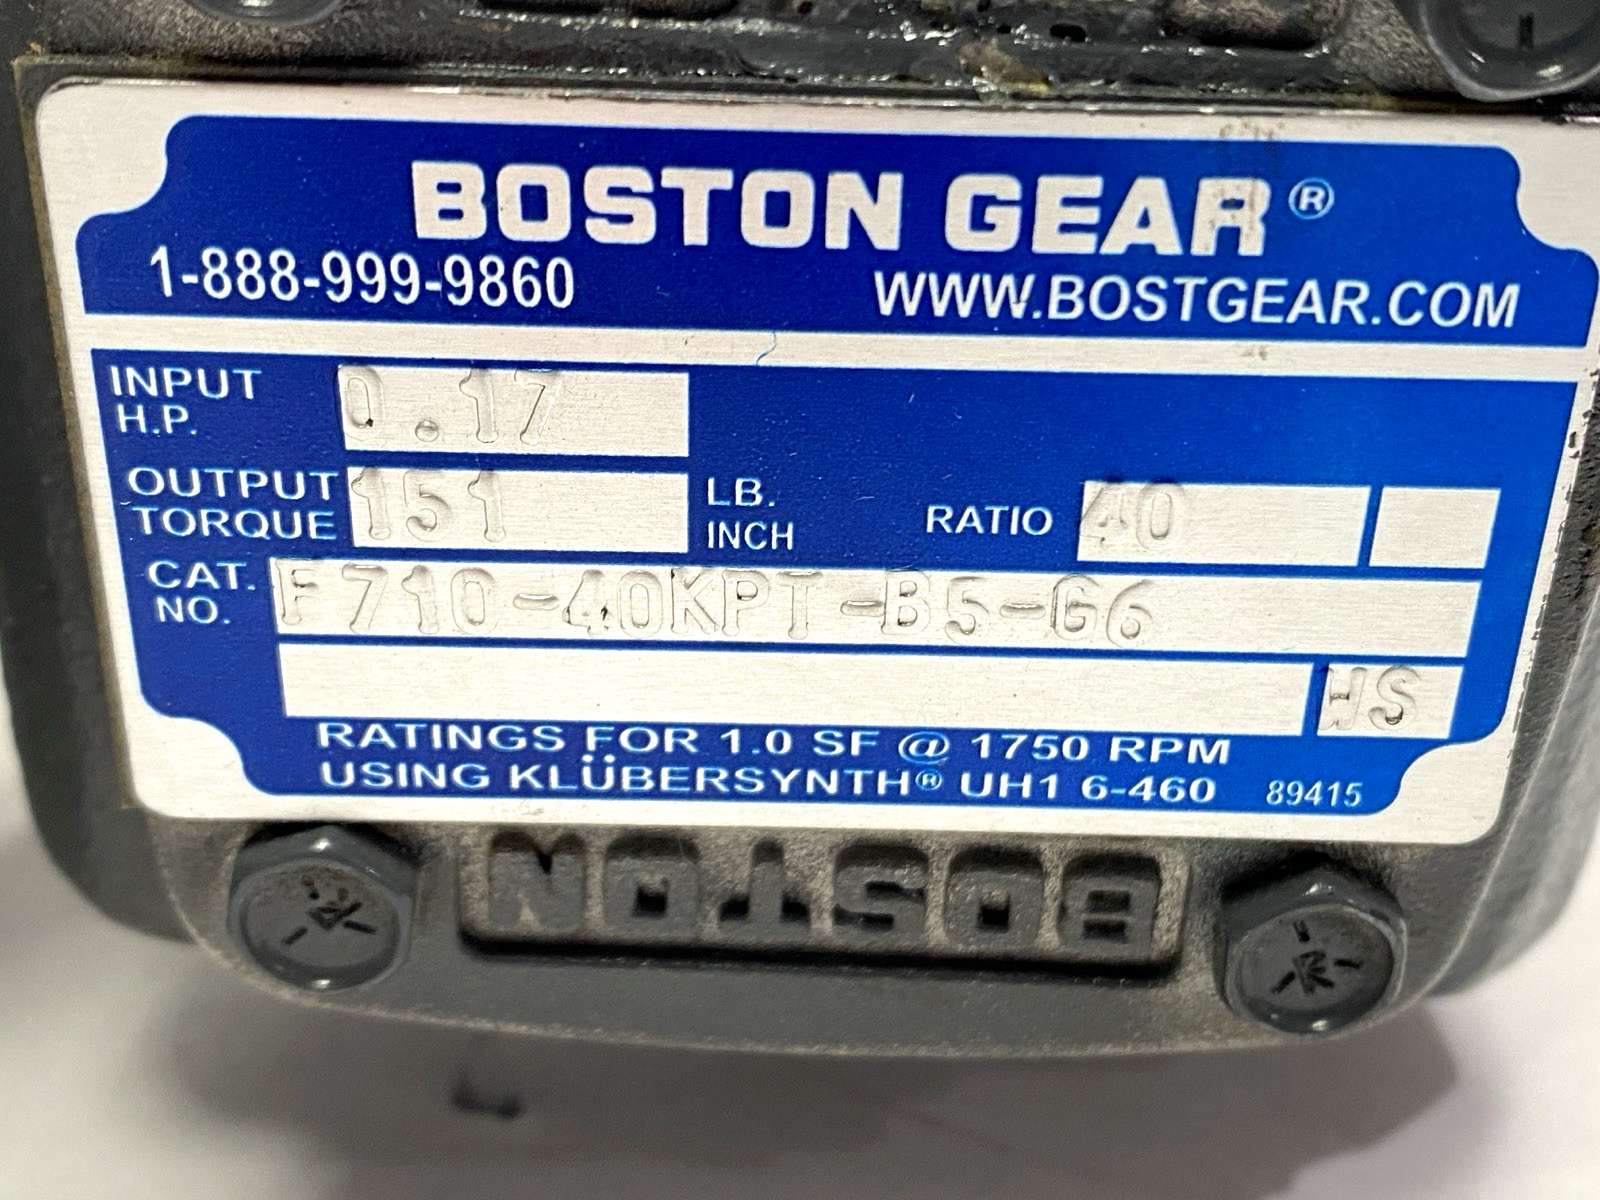 BOSTON GEAR®
1-888-999-9860 WWW.BOSTGEAR.COM
INPUT H.P. 0.17
OUTPUT TORQUE 151 LB. INCH RATIO 40
CAT. NO. F710-40KPT-B5-G6
WS
RATINGS FOR 1.0 SF @ 1750 RPM
USING KLÜBERSYNTH® UH1 6-460 89415
BOSTON